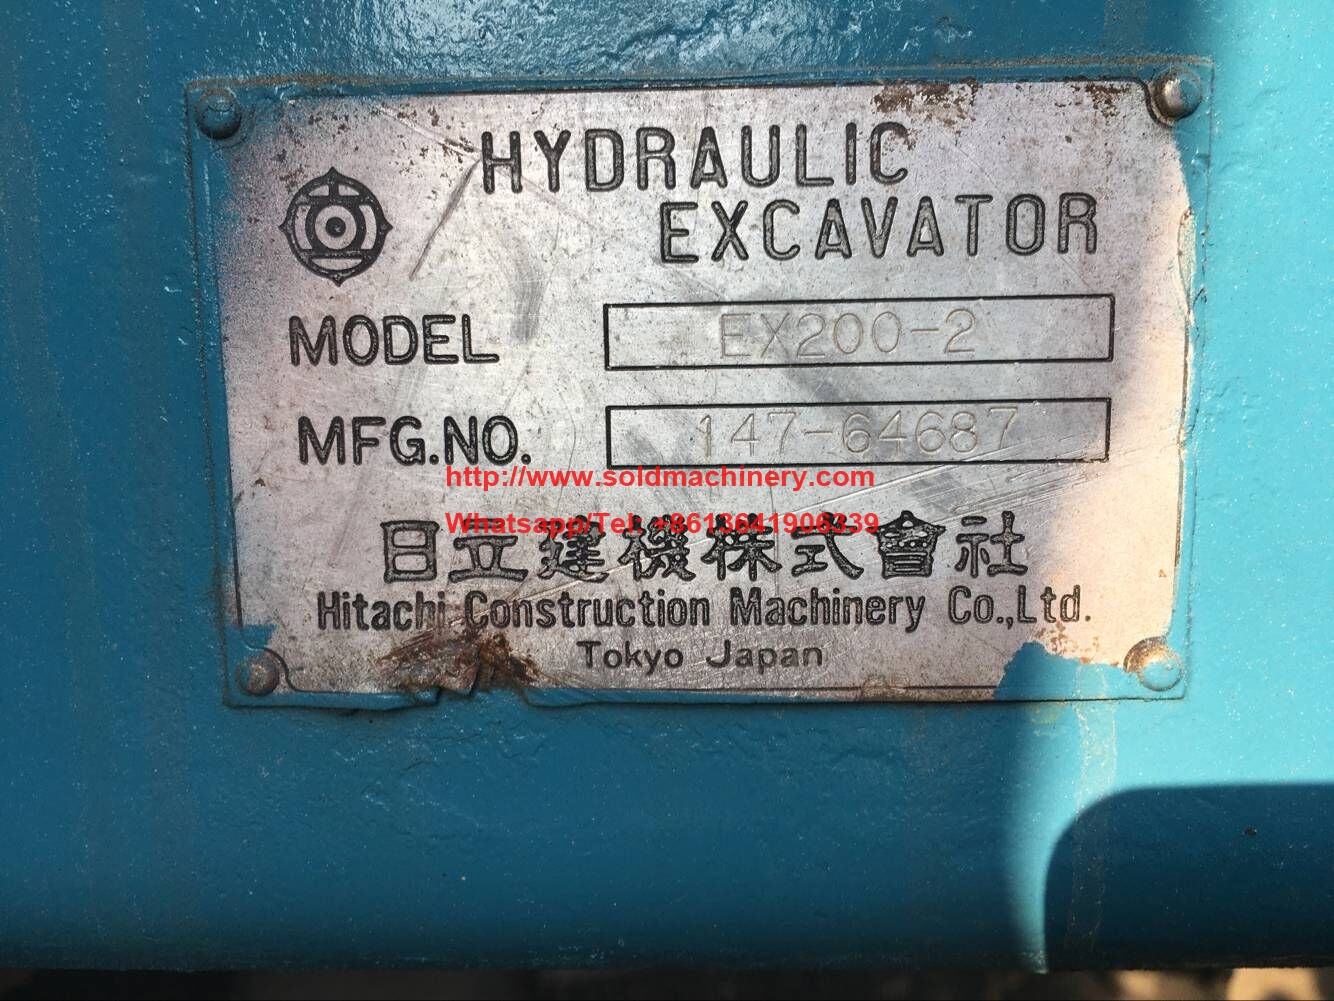 HYDRAULIC
EXCAVATOR
MODEL EX200-2
MFG.NO. 147-64687
http://www.soldmachinery.com
Whatsapp/Tel: +8613641906339
日立建機株式會社
Hitachi Construction Machinery Co.,Ltd.
Tokyo Japan